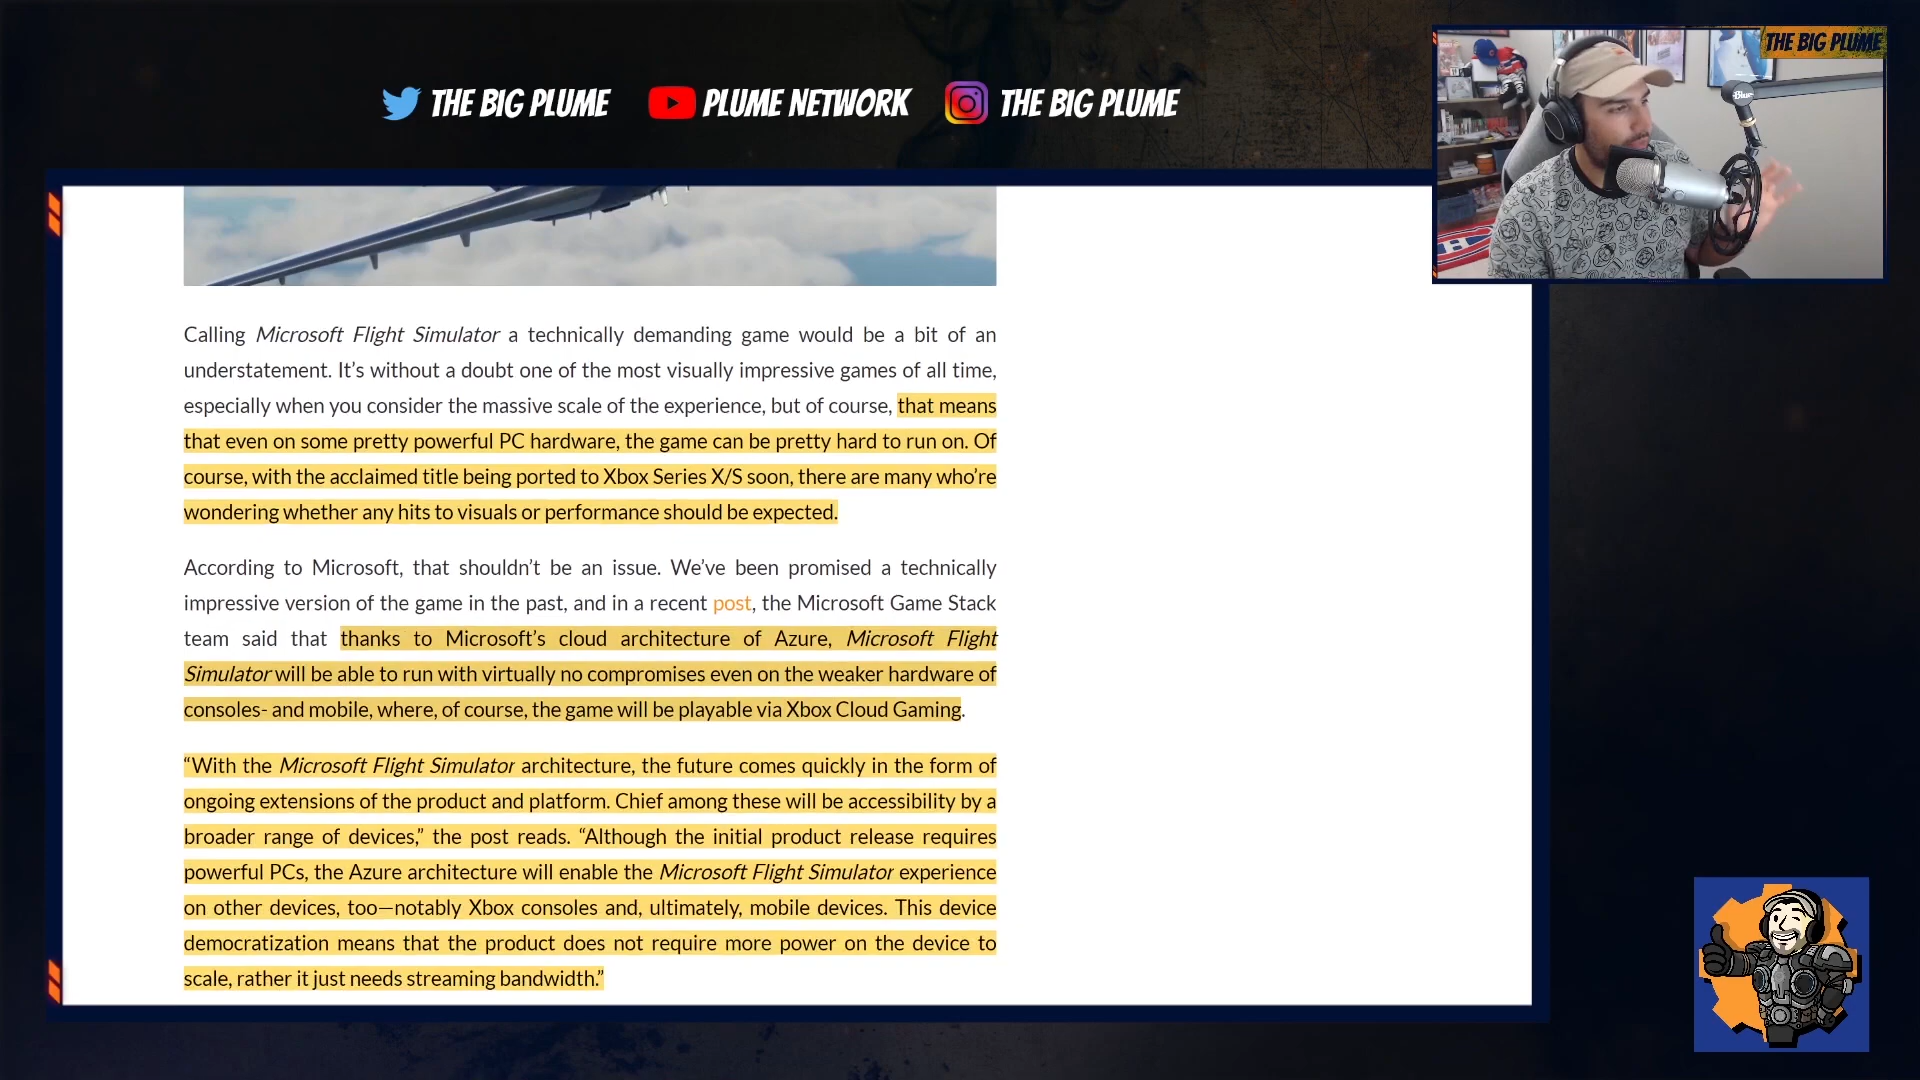 THE BIG PLUME
THE BIG PLUME PLUME NETWORK THE BIG PLUME
Blue
Calling Microsoft Flight Simulator a technically demanding game would be a bit of an
understatement. It’s without a doubt one of the most visually impressive games of all time,
especially when you consider the massive scale of the experience, but of course, that means
that even on some pretty powerful PC hardware, the game can be pretty hard to run on. Of
course, with the acclaimed title being ported to Xbox Series X/S soon, there are many who’re
wondering whether any hits to visuals or performance should be expected.
According to Microsoft, that shouldn’t be an issue. We’ve been promised a technically
impressive version of the game in the past, and in a recent post, the Microsoft Game Stack
team said that thanks to Microsoft’s cloud architecture of Azure, Microsoft Flight
Simulator will be able to run with virtually no compromises even on the weaker hardware of
consoles- and mobile, where, of course, the game will be playable via Xbox Cloud Gaming.
“With the Microsoft Flight Simulator architecture, the future comes quickly in the form of
ongoing extensions of the product and platform. Chief among these will be accessibility by a
broader range of devices,” the post reads. “Although the initial product release requires
powerful PCs, the Azure architecture will enable the Microsoft Flight Simulator experience
on other devices, too—notably Xbox consoles and, ultimately, mobile devices. This device
democratization means that the product does not require more power on the device to
scale, rather it just needs streaming bandwidth.”